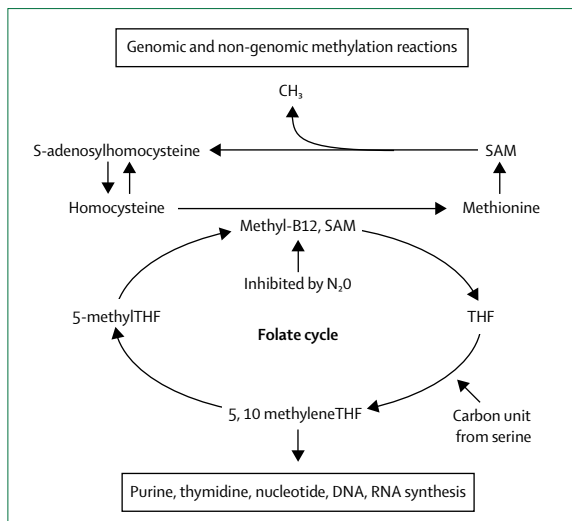 Genomic and non-genomic methylation reactions
CH₃
S-adenosylhomocysteine
SAM
Homocysteine
Methionine
Methyl-B12, SAM
Inhibited by N₂0
5-methylTHF
Folate cycle
THF
5, 10 methyleneTHF
Carbon unit
from serine
Purine, thymidine, nucleotide, DNA, RNA synthesis